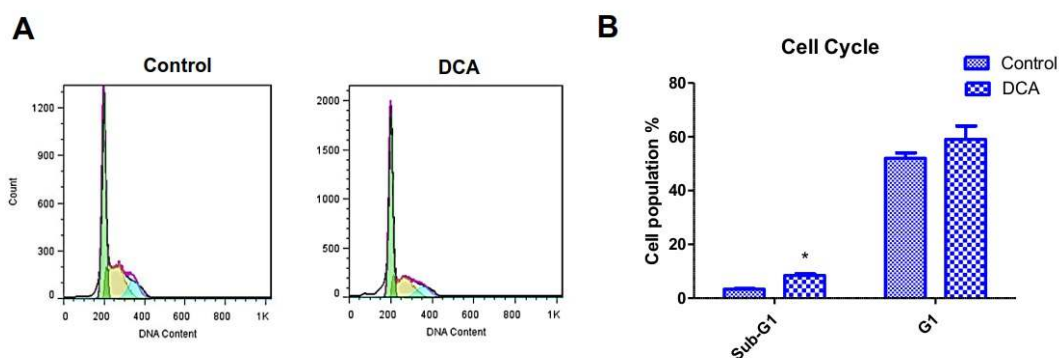 A
Control
1200
900
600
300
0
Count
0 200 400 600 800 1K
DNA Content
DCA
2000
1500
1000
500
0
0 200 400 600 800 1K
DNA Content
B
Cell Cycle
Control
DCA
80
60
40
20
0
Cell population %
*
Sub-G1
G1